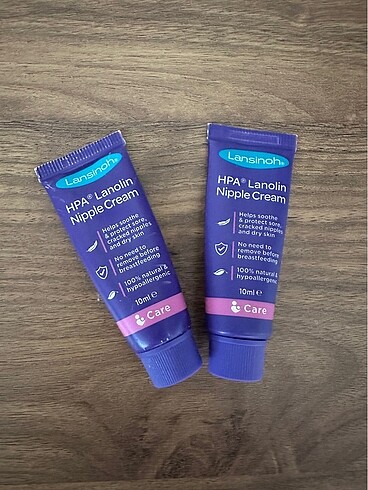 Lansinoh®
HPA® Lanolin
Nipple Cream
Helps soothe
& protect sore,
cracked nipples
and dry skin
No need to
remove before
breastfeeding
100% natural &
hypoallergenic
10ml e
Care
Lansinoh®
HPA® Lanolin
Nipple Cream
Helps soothe
& protect sore,
cracked nipples
and dry skin
No need to
remove before
breastfeeding
100% natural &
hypoallergenic
10ml e
Care